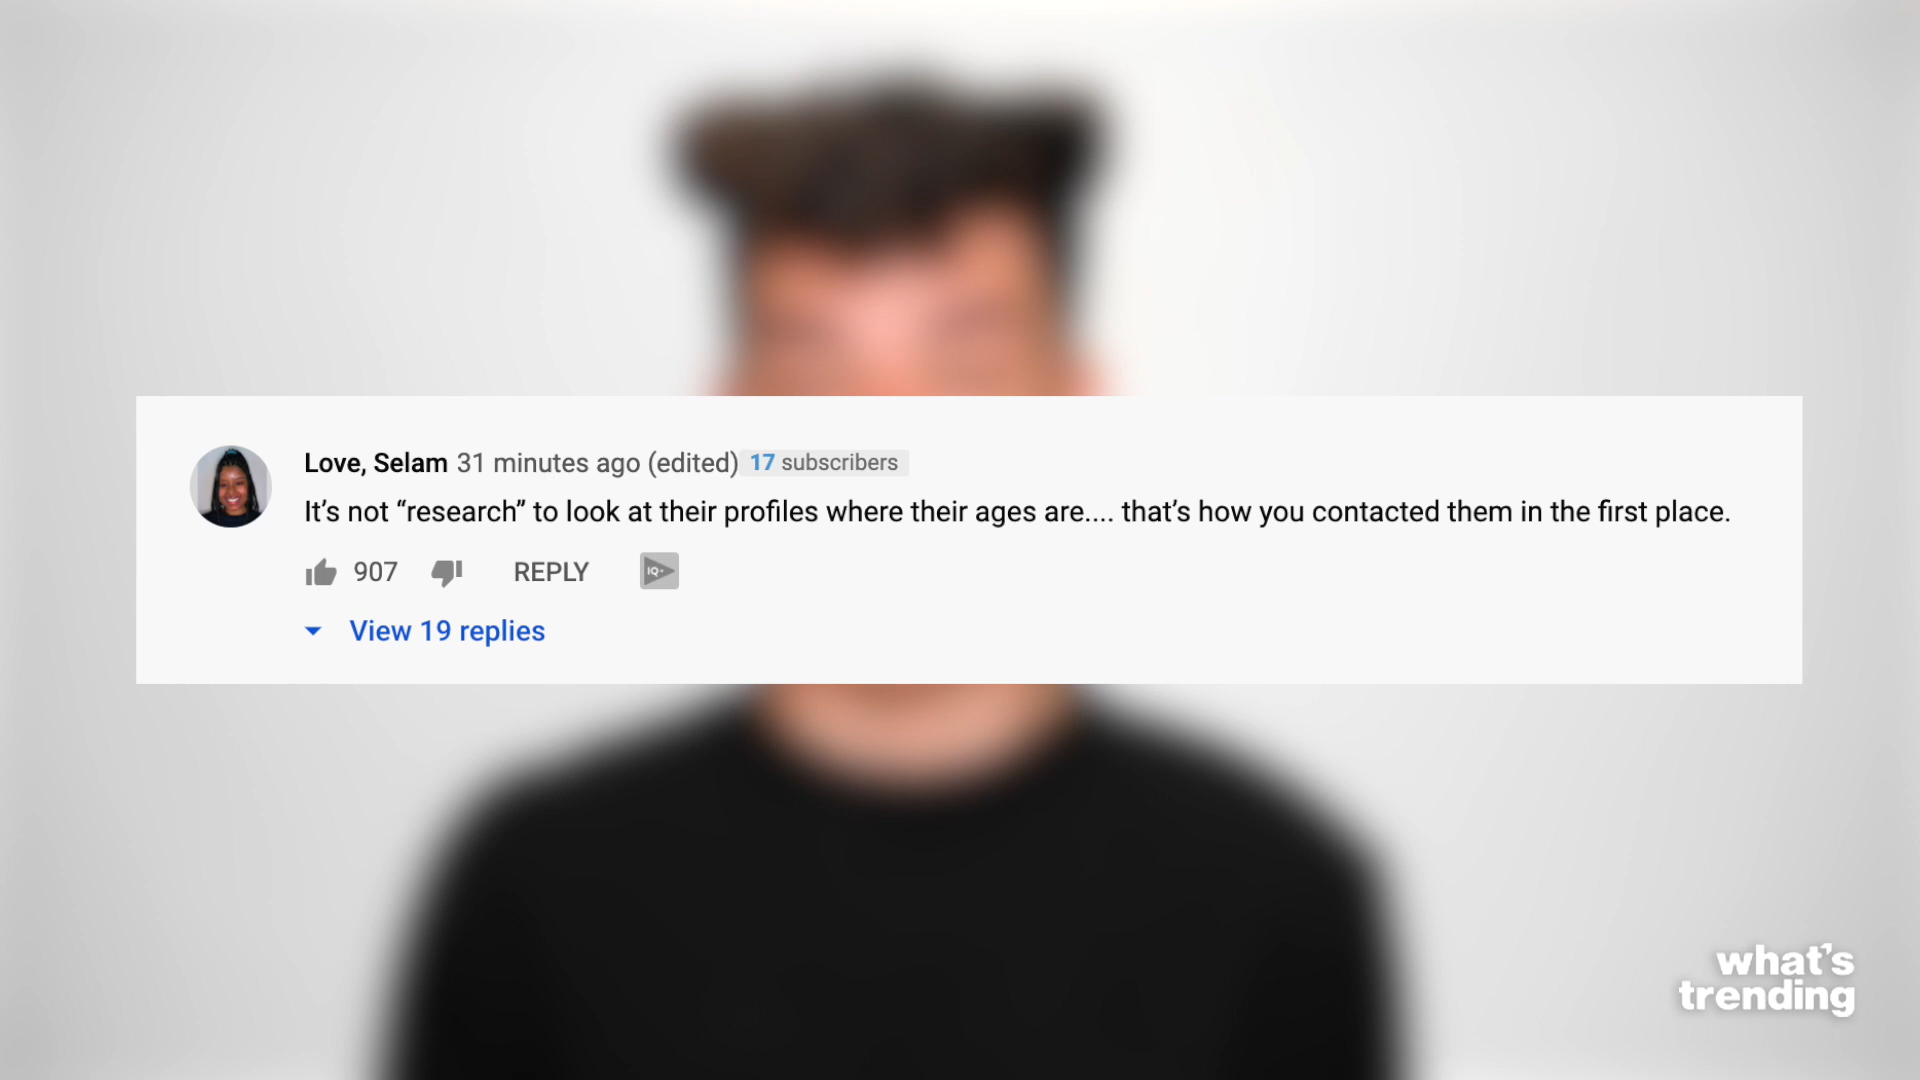 Love, Selam 31 minutes ago (edited) 17 subscribers
It's not “research” to look at their profiles where their ages are.... that's how you contacted them in the first place.
907 REPLY IQ+
View 19 replies
what's
trending